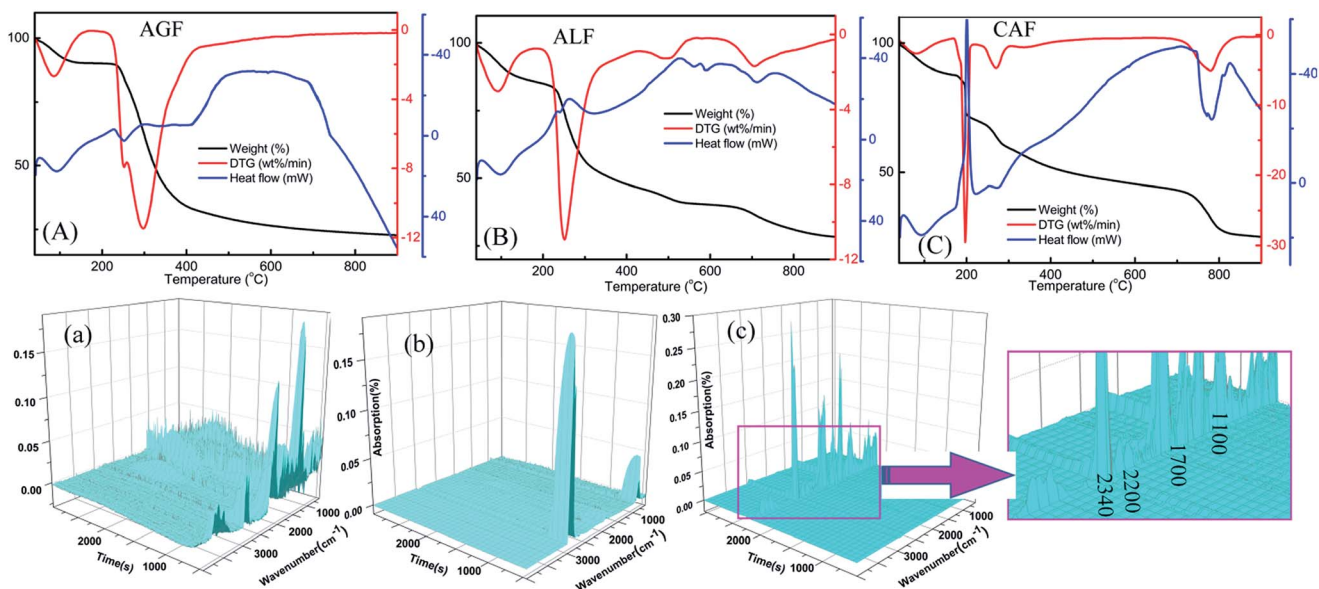 AGF
100
50
0
-4
-8
-12
-40
0
40
Weight (%)
DTG (wt%/min)
Heat flow (mW)
(A)
200 400 600 800
Temperature (°C)
ALF
100
50
0
-4
-8
-12
-40
0
40
Weight (%)
DTG (wt%/min)
Heat flow (mW)
(B)
200 400 600 800
Temperature (°C)
CAF
100
50
0
-10
-20
-30
-40
0
Weight (%)
DTG (wt%/min)
Heat flow (mW)
(C)
200 400 600 800
Temperature (°C)
(a)
0.15
0.10
0.05
0.00
2000
1000
Time(s)
3000
2000
1000
Wavenumber(cm-1)
(b)
Absorption(%)
0.15
0.10
0.05
0.00
2000
1000
Time(s)
3000
2000
1000
Wavenumber(cm-1)
(c)
Absorption(%)
0.30
0.25
0.20
0.15
0.10
0.05
0.00
2000
1000
Time(s)
3000
2000
1000
Wavenumber(cm-1)
2340
2200
1700
1100